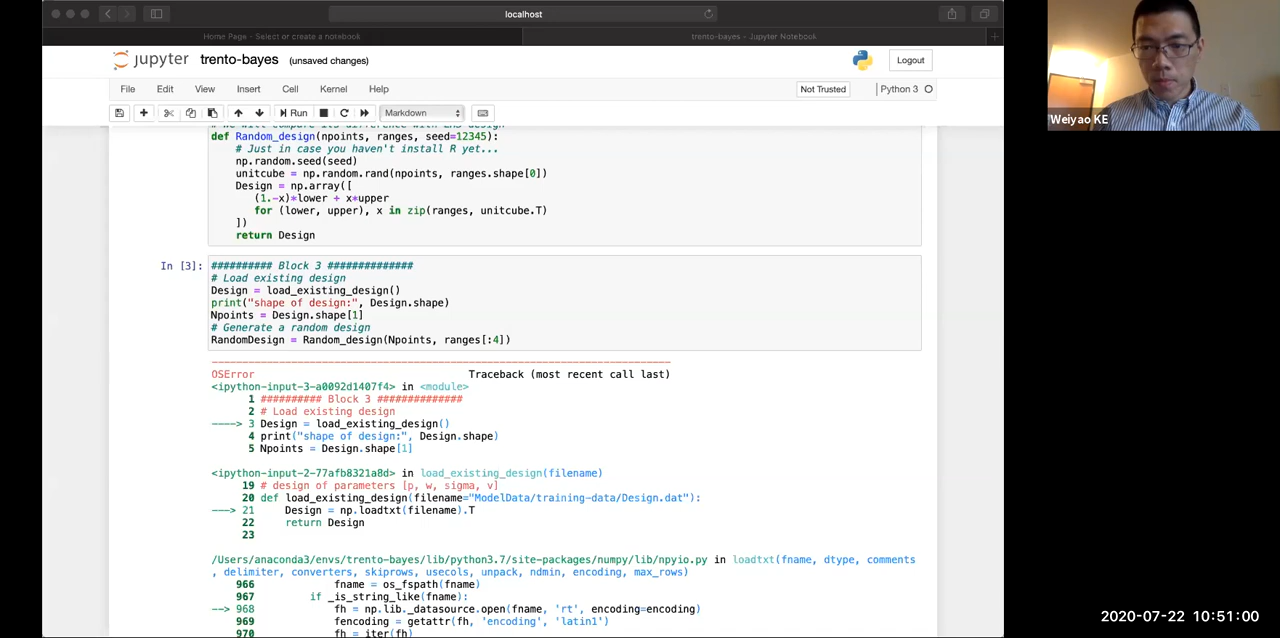 localhost
Home Page - Select or create a notebook
trento-bayes - Jupyter Notebook
jupyter trento-bayes (unsaved changes)
Logout
File Edit View Insert Cell Kernel Help
Not Trusted
Python 3
Run
Markdown
def Random_design(npoints, ranges, seed=12345):
# Just in case you haven't install R yet...
np.random.seed(seed)
unitcube = np.random.rand(npoints, ranges.shape[0])
Design = np.array([
(1.-x)*lower + x*upper
for (lower, upper), x in zip(ranges, unitcube.T)
])
return Design
In [3]:
########## Block 3 ##############
# Load existing design
Design = load_existing_design()
print("shape of design:", Design.shape)
Npoints = Design.shape[1]
# Generate a random design
RandomDesign = Random_design(Npoints, ranges[:4])
---------------------------------------------------------------------------
OSError Traceback (most recent call last)
<ipython-input-3-a0092d1407f4> in <module>
1 ########## Block 3 ##############
2 # Load existing design
----> 3 Design = load_existing_design()
4 print("shape of design:", Design.shape)
5 Npoints = Design.shape[1]
<ipython-input-2-77afb8321a8d> in load_existing_design(filename)
19 # design of parameters [p, w, sigma, v]
20 def load_existing_design(filename="ModelData/training-data/Design.dat"):
---> 21 Design = np.loadtxt(filename).T
22 return Design
23
/Users/anaconda3/envs/trento-bayes/lib/python3.7/site-packages/numpy/lib/npyio.py in loadtxt(fname, dtype, comments
, delimiter, converters, skiprows, usecols, unpack, ndmin, encoding, max_rows)
966 fname = os_fspath(fname)
967 if _is_string_like(fname):
--> 968 fh = np.lib._datasource.open(fname, 'rt', encoding=encoding)
969 fencoding = getattr(fh, 'encoding', 'latin1')
970 fh = iter(fh)
Weiyao KE
2020-07-22 10:51:00